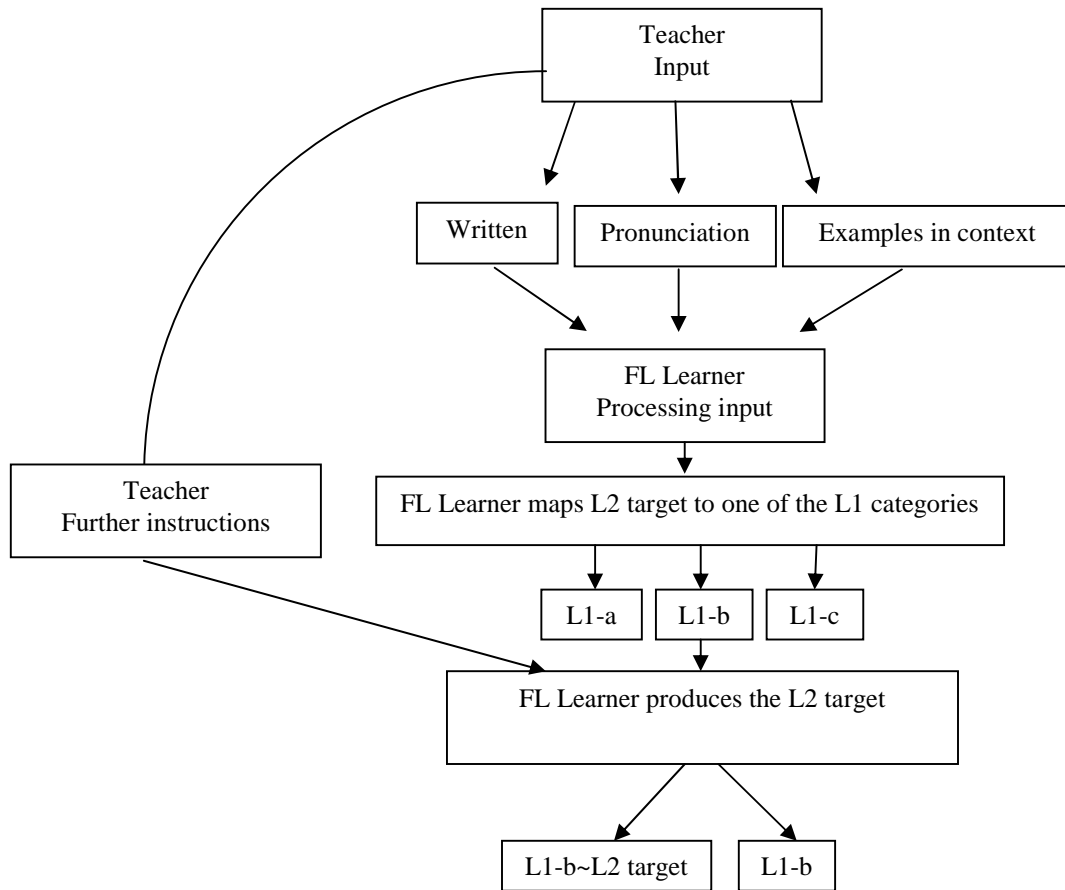 Teacher
Input
Written
Pronunciation
Examples in context
FL Learner
Processing input
Teacher
Further instructions
FL Learner maps L2 target to one of the L1 categories
L1-a
L1-b
L1-c
FL Learner produces the L2 target
L1-b~L2 target
L1-b